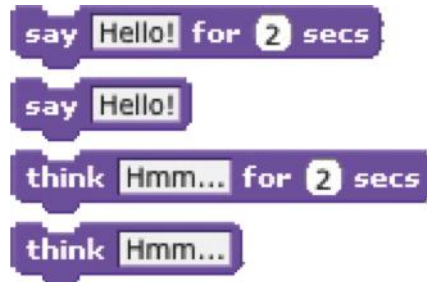 say Hello! for 2 secs
say Hello!
think Hmm... for 2 secs
think Hmm...